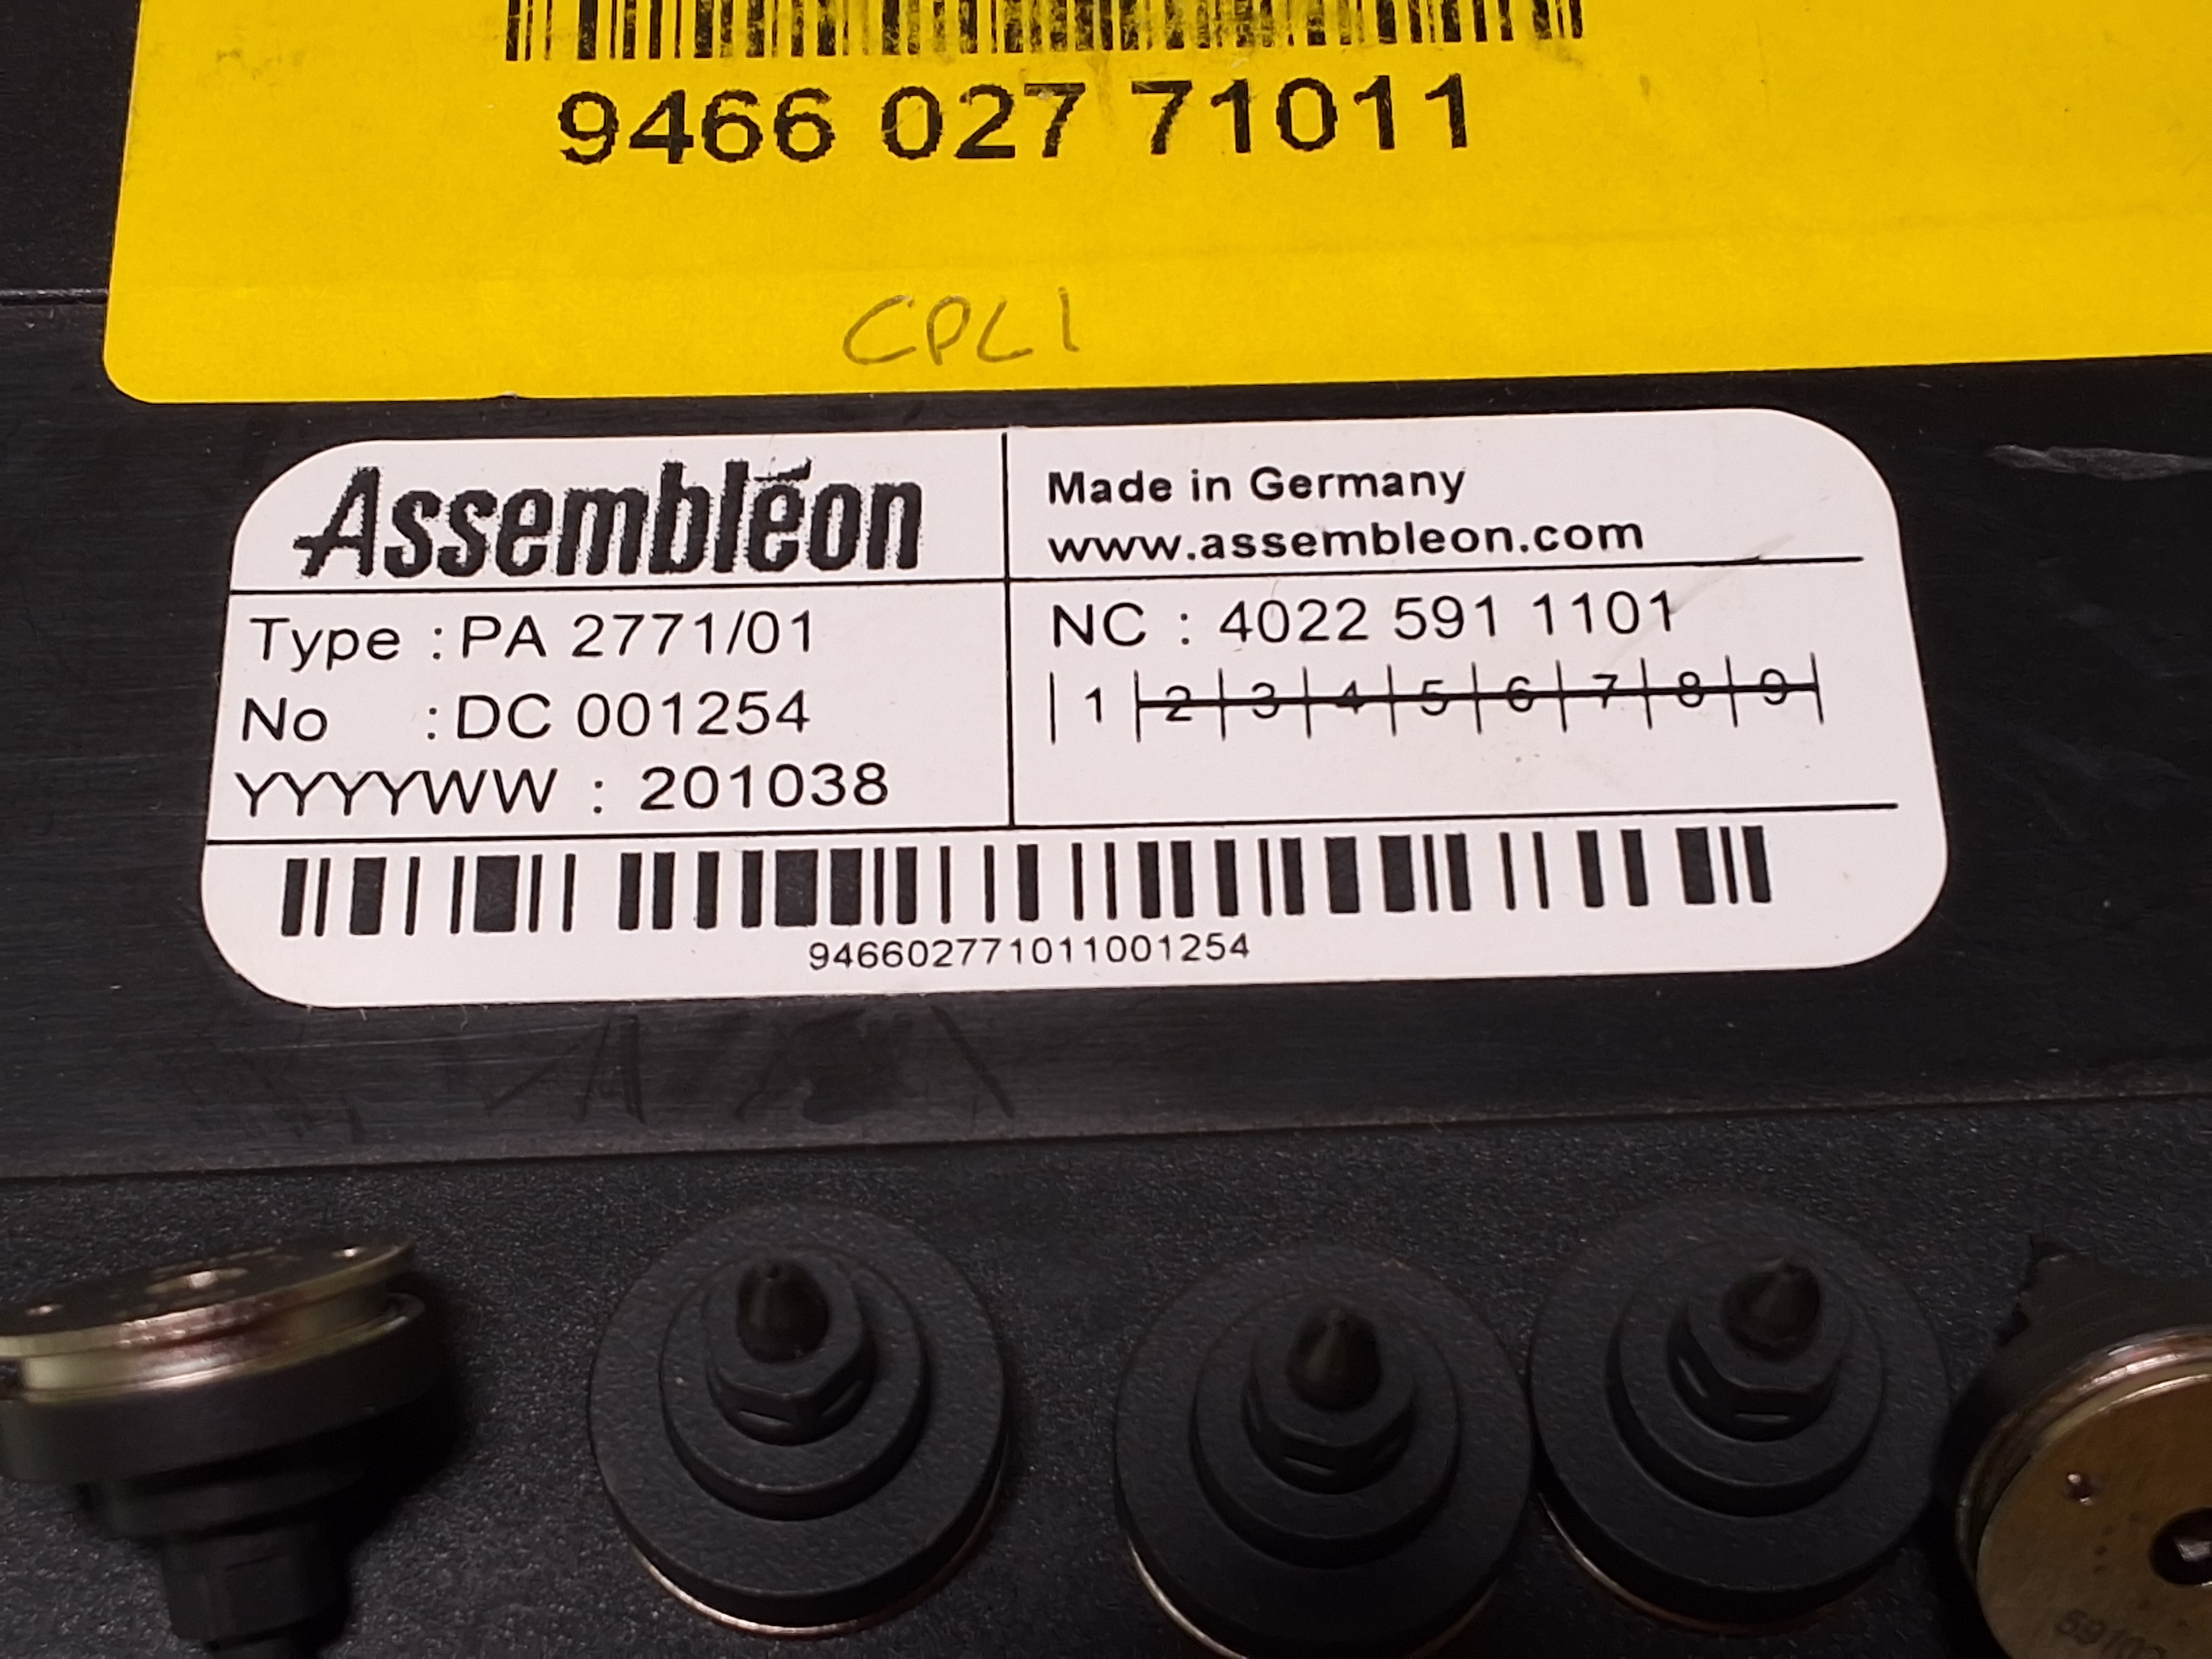 9466 027 71011
CPL1
Assembléon
Made in Germany
www.assembleon.com
Type : PA 2771/01
No : DC 001254
YYYYWW : 201038
NC : 4022 591 1101
1 2 3 4 5 6 7 8 9
946602771011001254